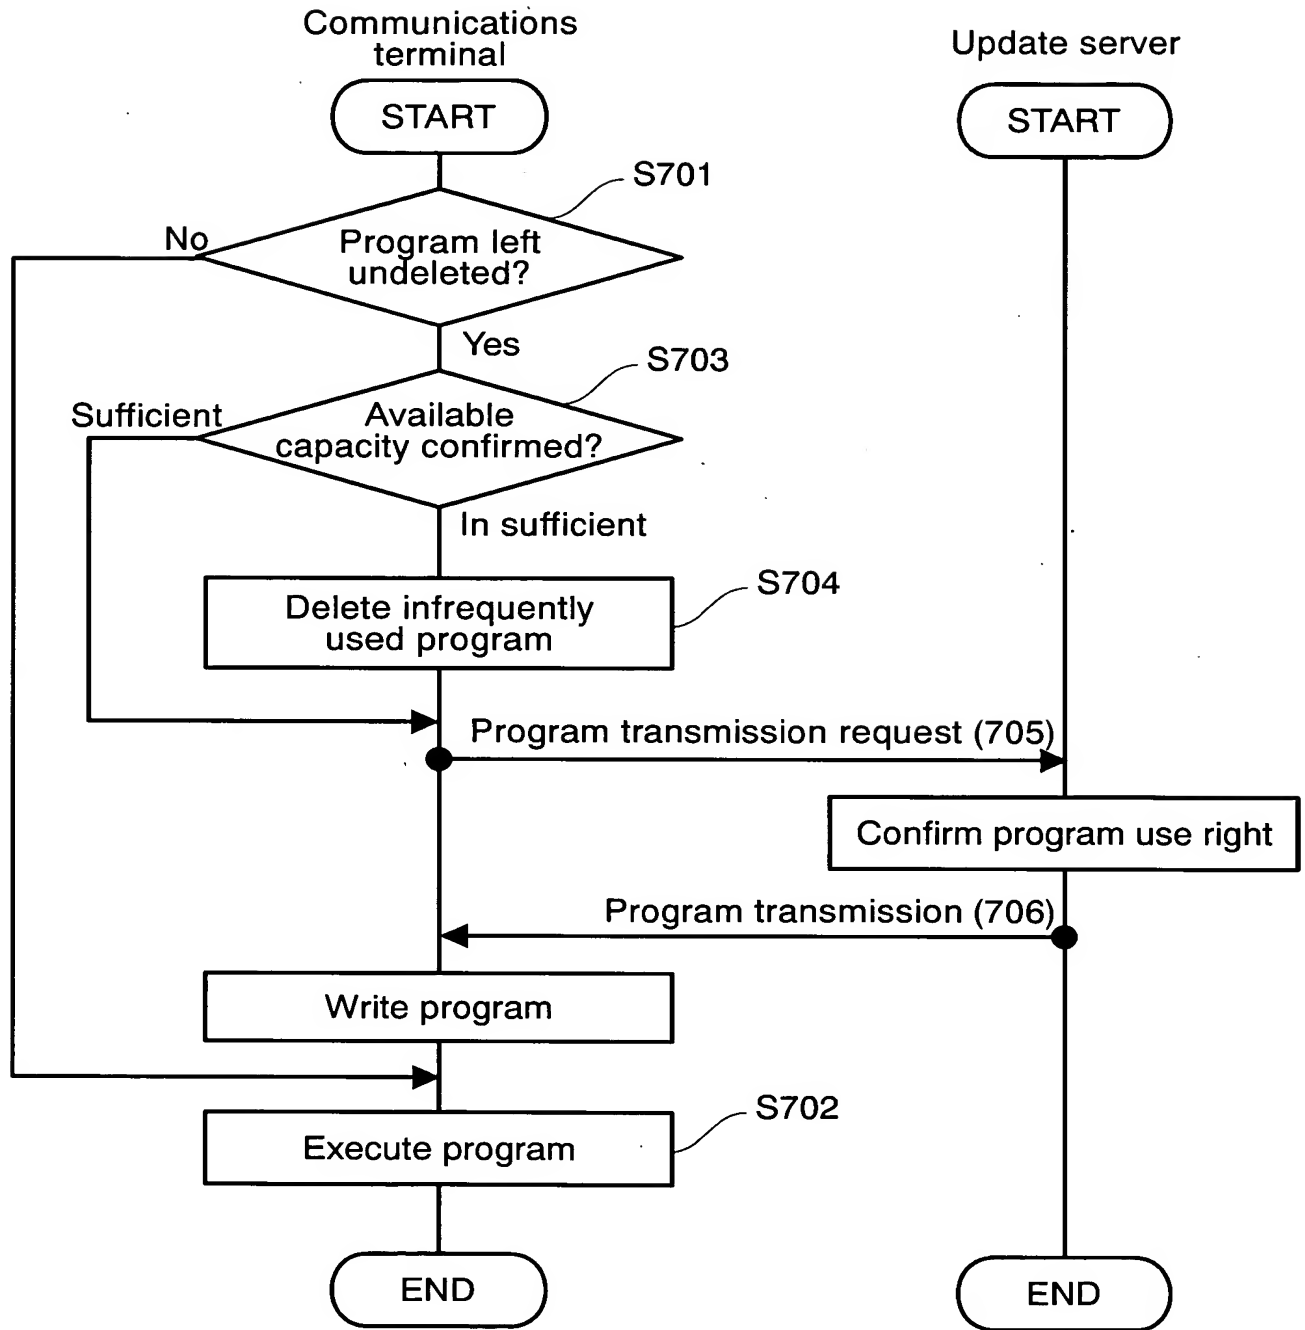 Communications
terminal
Update server
START
START
S701
No
Program left
undeleted?
Yes
S703
Sufficient
Available
capacity confirmed?
In sufficient
S704
Delete infrequently
used program
Program transmission request (705)
Confirm program use right
Program transmission (706)
Write program
S702
Execute program
END
END